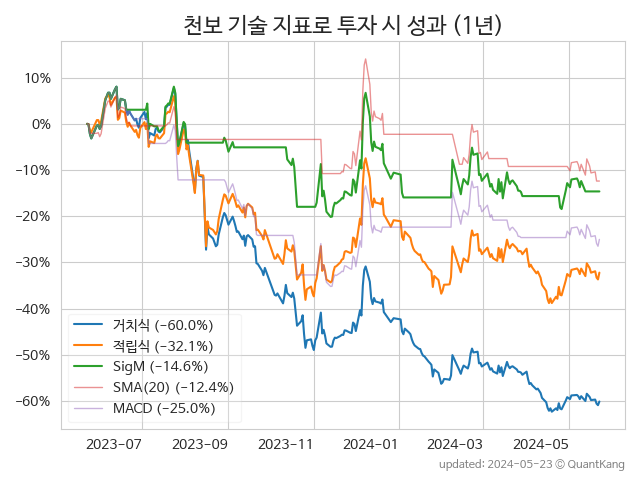 천보 기술 지표로 투자 시 성과 (1년)
10%
0%
−10%
−20%
−30%
−40%
−50%
−60%
거치식 (−60.0%)
적립식 (−32.1%)
SigM (−14.6%)
SMA(20) (−12.4%)
MACD (−25.0%)
2023-07 2023-09 2023-11 2024-01 2024-03 2024-05
updated: 2024-05-23 ⓒ QuantKang